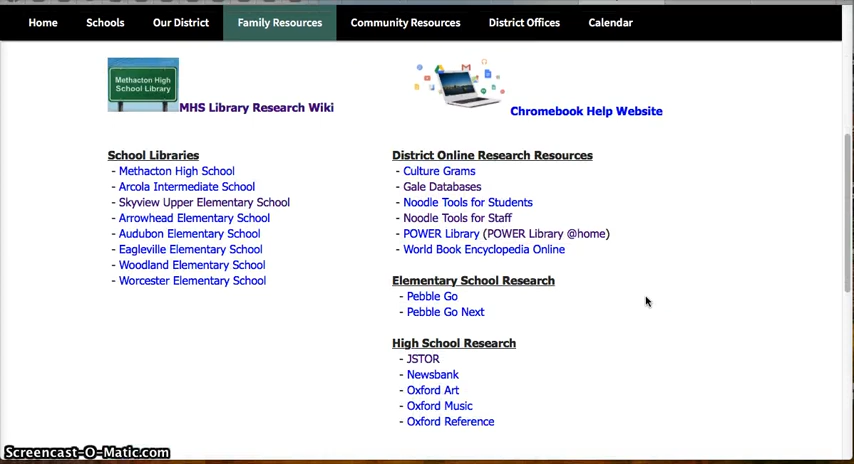 Home Schools Our District Family Resources Community Resources District Offices Calendar
Methacton High
School Library
MHS Library Research Wiki
Chromebook Help Website
School Libraries
- Methacton High School
- Arcola Intermediate School
- Skyview Upper Elementary School
- Arrowhead Elementary School
- Audubon Elementary School
- Eagleville Elementary School
- Woodland Elementary School
- Worcester Elementary School
District Online Research Resources
- Culture Grams
- Gale Databases
- Noodle Tools for Students
- Noodle Tools for Staff
- POWER Library (POWER Library @home)
- World Book Encyclopedia Online
Elementary School Research
- Pebble Go
- Pebble Go Next
High School Research
- JSTOR
- Newsbank
- Oxford Art
- Oxford Music
- Oxford Reference
Screencast-O-Matic.com